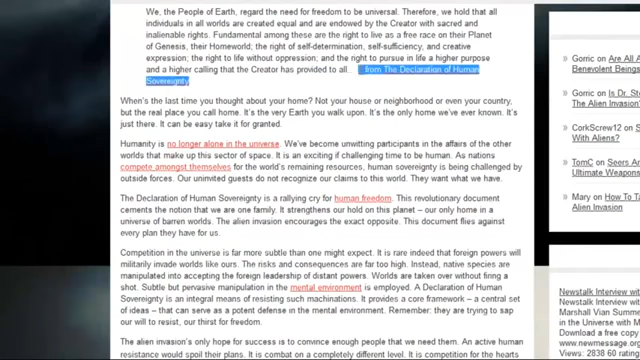 We, the People of Earth, regard the need for freedom to be universal. Therefore, we hold that all
individuals in all worlds are created equal and are endowed by the Creator with sacred and
inalienable rights. Fundamental among these are the right to live as a free race on their Planet
of Genesis, their Homeworld; the right of self-determination, self-sufficiency, and creative
expression; the right to life without oppression; and the right to pursue in life a higher purpose
and a higher calling that the Creator has provided to all.
from The Declaration of Human
Sovereignty
When's the last time you thought about your home? Not your house or neighborhood or even your country,
but the real place you call home. It's the very Earth you walk upon. It's the only home we've ever known. It's
just there. It can be easy take it for granted.
Humanity is no longer alone in the universe. We've become unwitting participants in the affairs of the other
worlds that make up this sector of space. It is an exciting if challenging time to be human. As nations
compete amongst themselves for the world's remaining resources, human sovereignty is being challenged by
outside forces. Our uninvited guests do not recognize our claims to this world. They want what we have.
The Declaration of Human Sovereignty is a rallying cry for human freedom. This revolutionary document
cements the notion that we are one family. It strengthens our hold on this planet – our only home in a
universe of barren worlds. The alien invasion encourages the exact opposite. This document flies against
every plan they have for us.
Competition in the universe is far more subtle than one might expect. It is rare indeed that foreign powers will
militarily invade worlds like ours. The risks and consequences are far too high. Instead, native species are
manipulated into accepting the foreign leadership of distant powers. Worlds are taken over without firing a
shot. Subtle but pervasive manipulation in the mental environment is employed. A Declaration of Human
Sovereignty is an integral means of resisting such machinations. It provides a core framework – a central set
of ideas – that can serve as a potent defense in the mental environment. Remember: they are trying to sap
our will to resist, our thirst for freedom.
The alien invasion's only hope for success is to convince enough people that we need them. An active human
resistance would spoil their plans. It is combat on a completely different level. It is competition for the hearts
Gorric on Are All A
Benevolent Beings
Gorric on Is Dr. St
The Alien Invasion?
CorkScrew12 on S
With Aliens?
TomC on Seers An
Ultimate Weapons
Mary on How To Ta
Alien Invasion
Newstalk Interview wi
Newstalk Interview wi
Marshall Vian Summer
in the Universe with M
Download a free copy
www.newmessage.org
News: 2838 60 rating